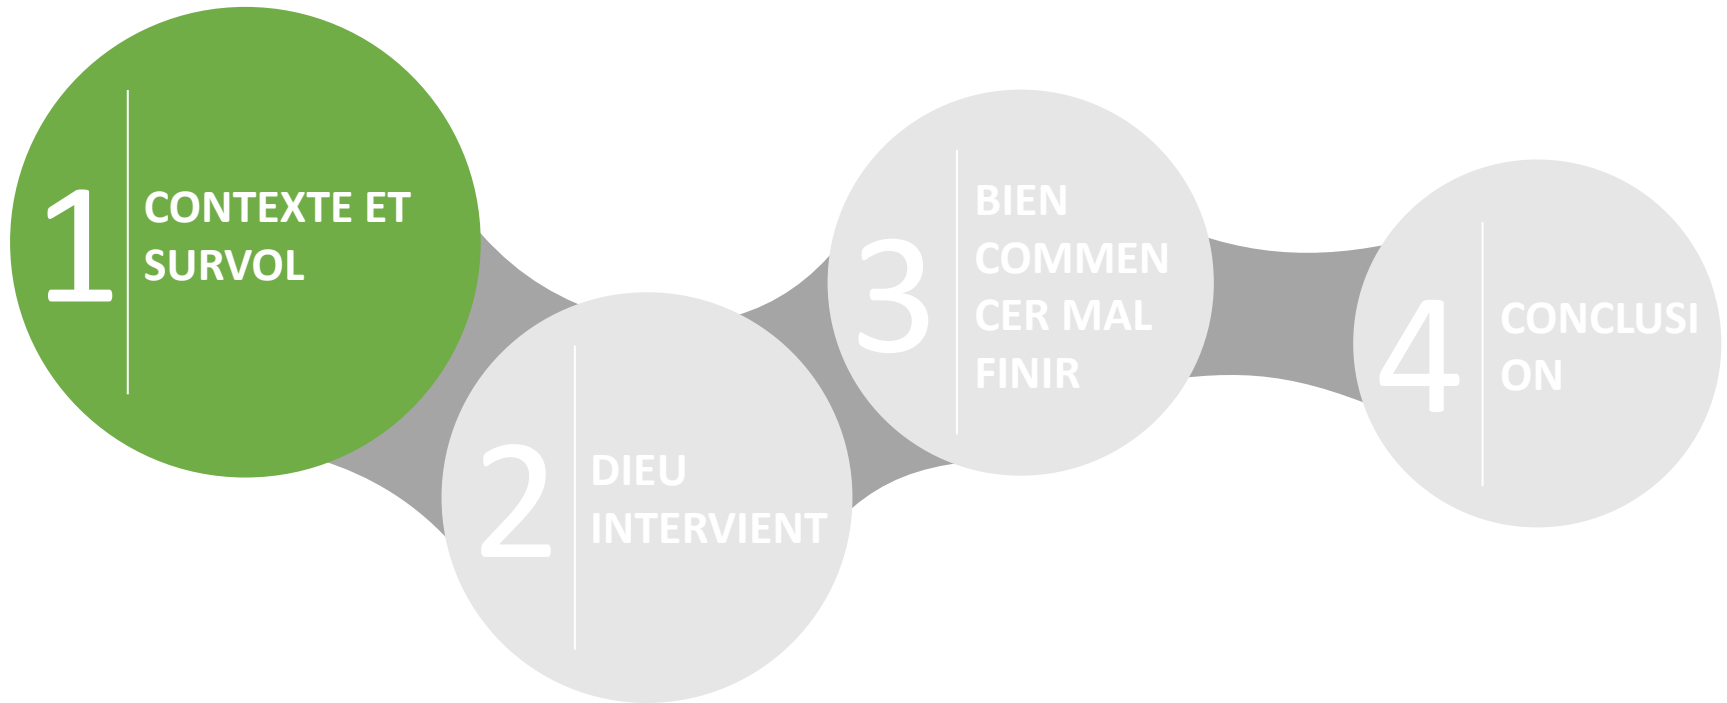 1
CONTEXTE ET
SURVOL
2
DIEU
INTERVIENT
3
BIEN
COMMEN
CER MAL
FINIR
4
CONCLUSI
ON